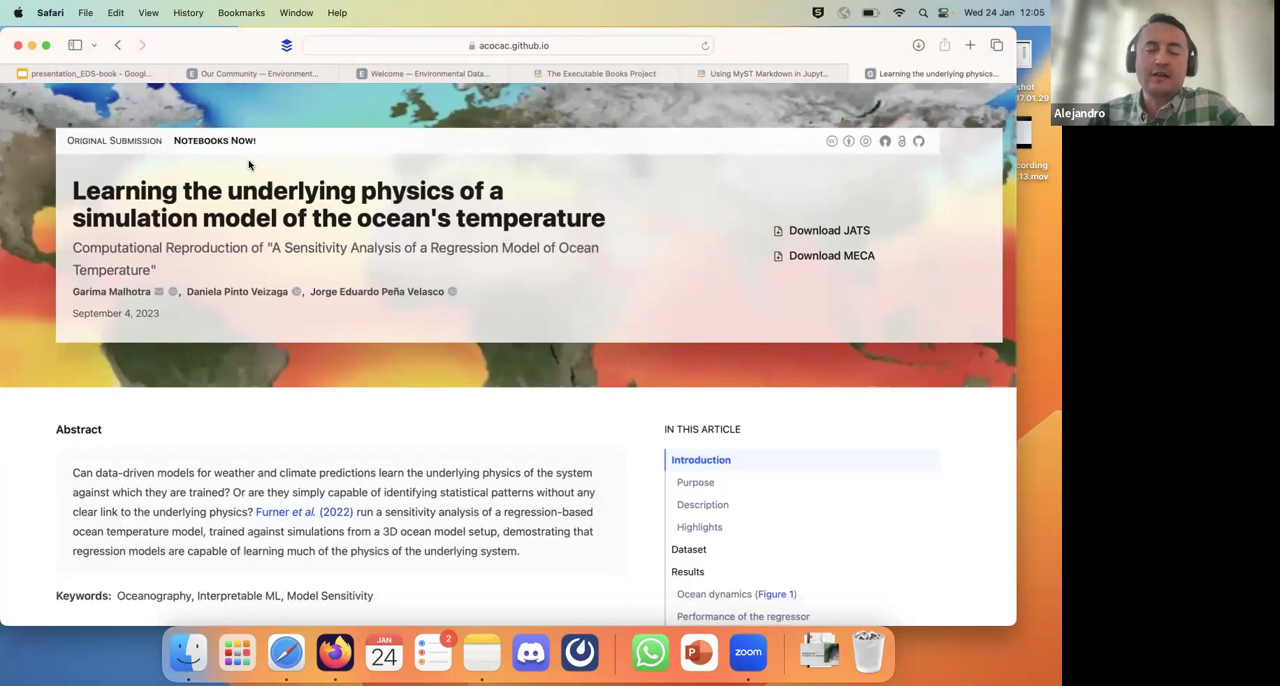 Safari File Edit View History Bookmarks Window Help Wed 24 Jan 12:05
acocac.github.io
presentation_EDS-book - Googl... Our Community — Environment... Welcome — Environmental Data... The Executable Books Project Using MyST Markdown in Jupyt... Learning the underlying physics...
shot
17.01.29
Alejandro
cording
.13.mov
ORIGINAL SUBMISSION NOTEBOOKS NOW!
Learning the underlying physics of a
simulation model of the ocean's temperature
Computational Reproduction of "A Sensitivity Analysis of a Regression Model of Ocean
Temperature"
Garima Malhotra, Daniela Pinto Veizaga, Jorge Eduardo Peña Velasco
September 4, 2023
Download JATS
Download MECA
Abstract
Can data-driven models for weather and climate predictions learn the underlying physics of the system
against which they are trained? Or are they simply capable of identifying statistical patterns without any
clear link to the underlying physics? Furner et al. (2022) run a sensitivity analysis of a regression-based
ocean temperature model, trained against simulations from a 3D ocean model setup, demostrating that
regression models are capable of learning much of the physics of the underlying system.
Keywords: Oceanography, Interpretable ML, Model Sensitivity
IN THIS ARTICLE
Introduction
Purpose
Description
Highlights
Dataset
Results
Ocean dynamics (Figure 1)
Performance of the regressor
JAN
24
2
P
zoom